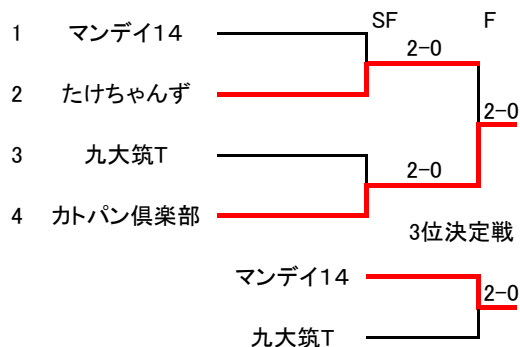 SF F
1 マンデイ14
2-0
2 たけちゃんず
2-0
3 九大筑T
2-0
4 カトパン倶楽部
3位決定戦
マンデイ14
2-0
九大筑T